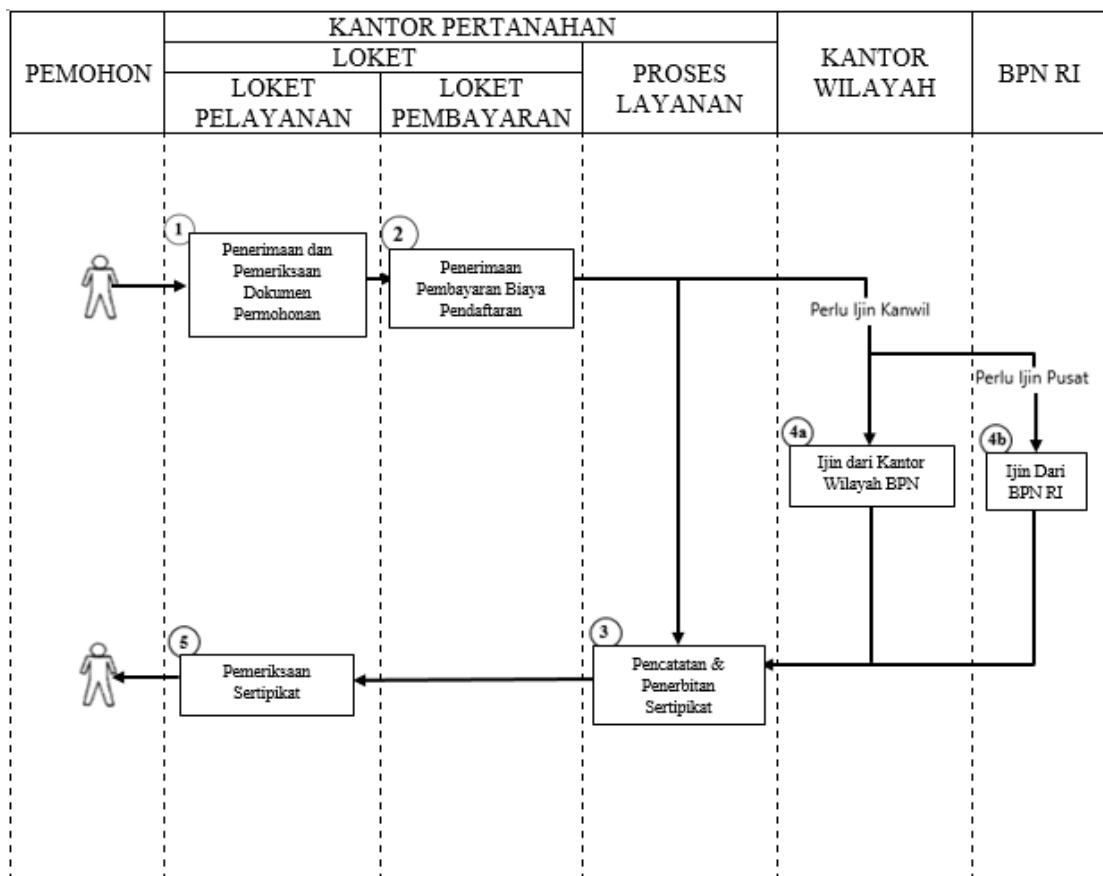 KANTOR PERTANAHAN
PEMOHON
LOKET
LOKET
PELAYANAN
LOKET
PEMBAYARAN
PROSES
LAYANAN
KANTOR
WILAYAH
BPN RI
1
Penerimaan dan
Pemeriksaan
Dokumen
Permohonan
2
Penerimaan
Pembayaran Biaya
Pendaftaran
Perlu Ijin Kanwil
Perlu Ijin Pusat
4a
Ijin dari Kantor
Wilayah BPN
4b
Ijin Dari
BPN RI
5
Pemeriksaan
Sertipikat
3
Pencatatan &
Penerbitan
Sertipikat